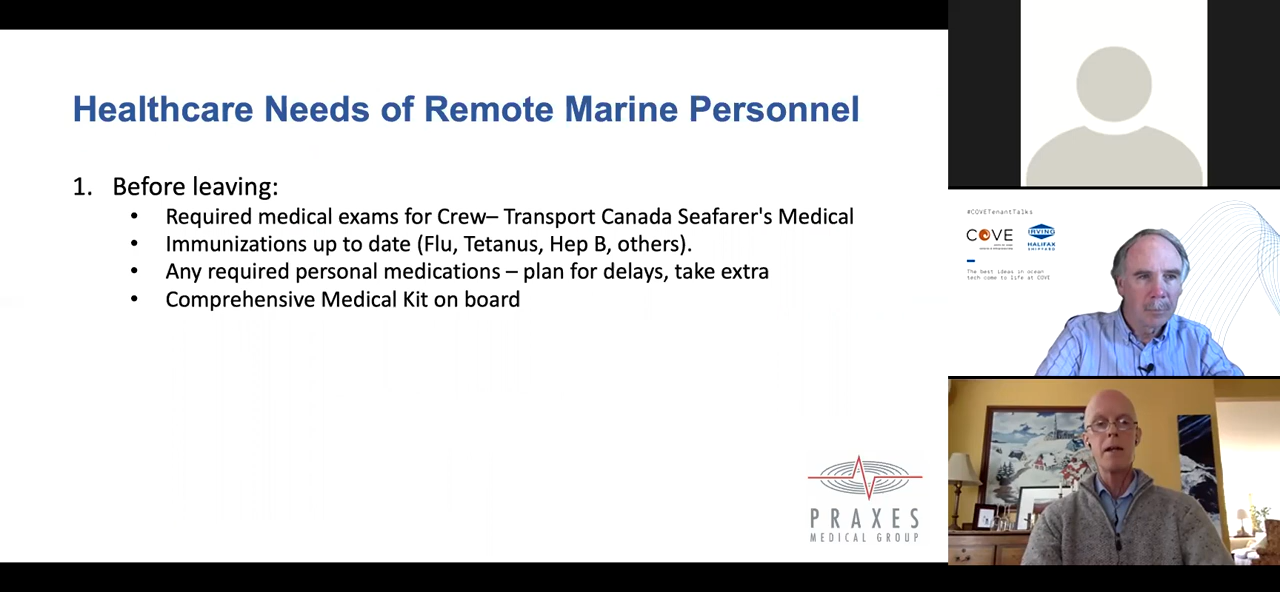 Healthcare Needs of Remote Marine Personnel
1. Before leaving:
• Required medical exams for Crew– Transport Canada Seafarer's Medical
• Immunizations up to date (Flu, Tetanus, Hep B, others).
• Any required personal medications – plan for delays, take extra
• Comprehensive Medical Kit on board
PRAXES
MEDICAL GROUP
#COVETenantTalks
COVE
IRVING
HALIFAX
SHIPYARD
The best ideas in ocean
tech come to life at COVE